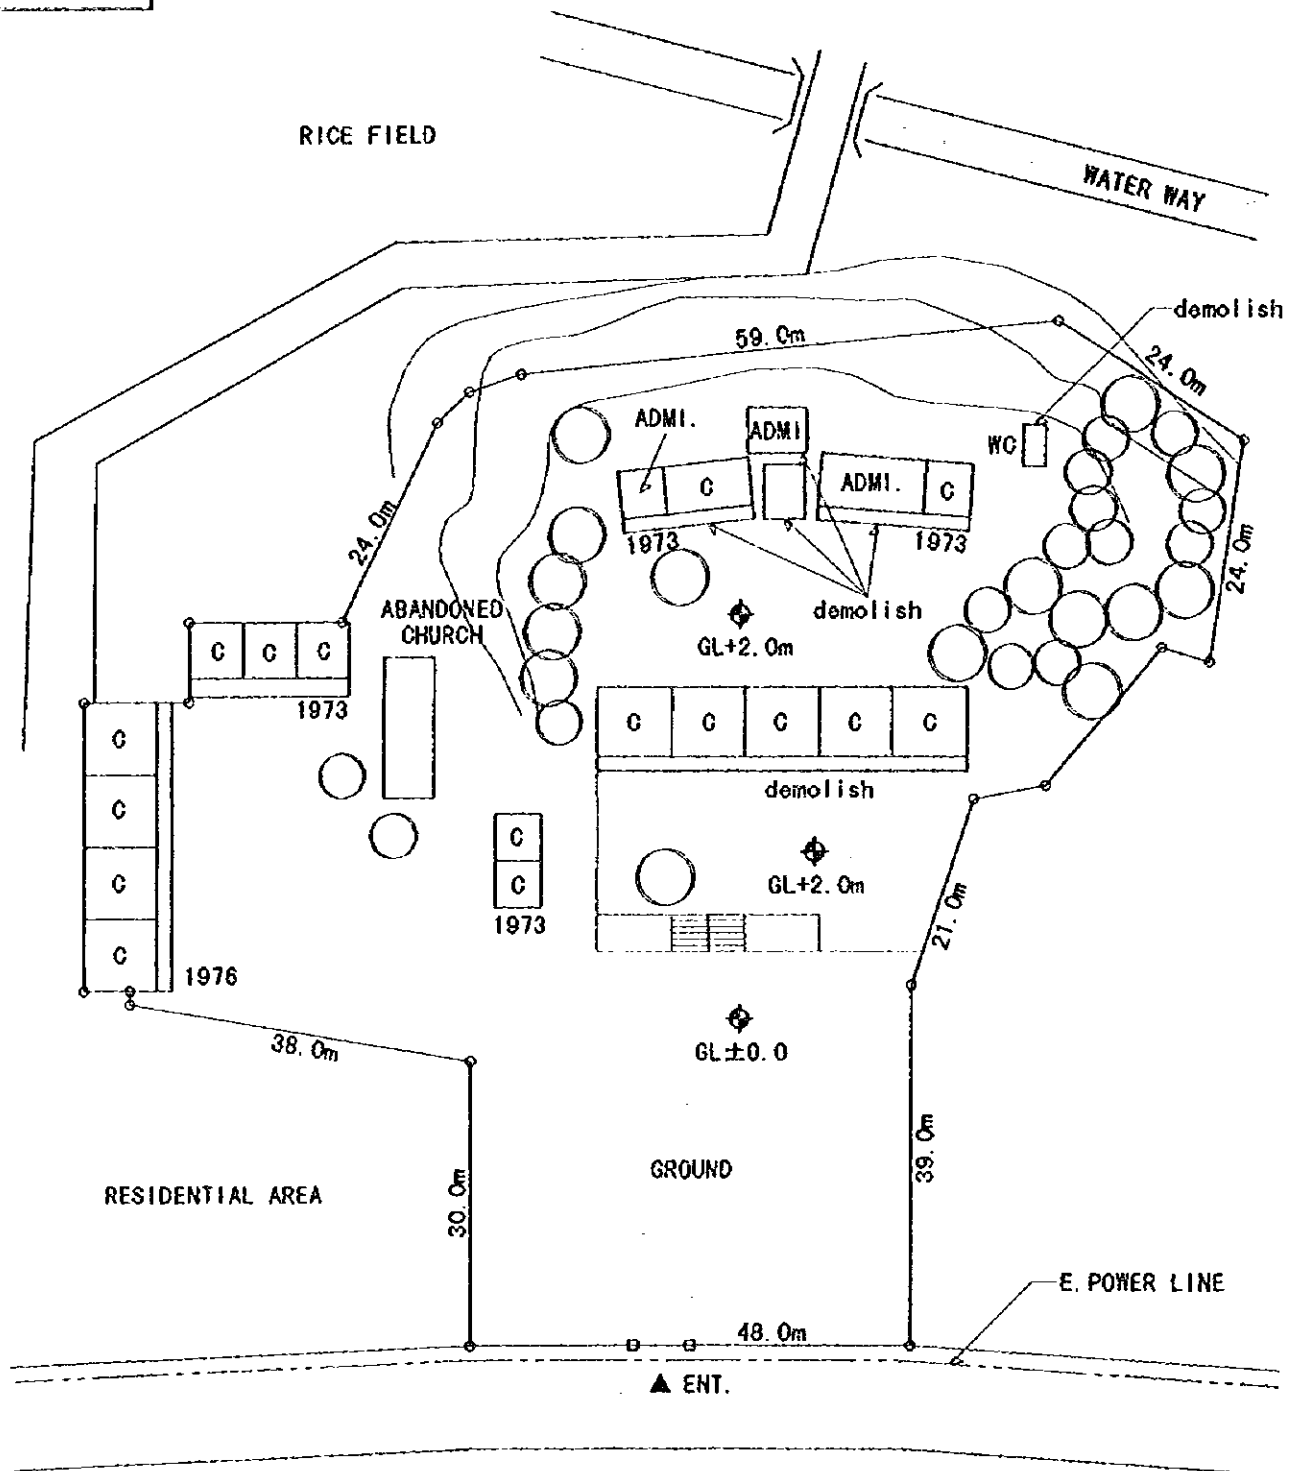 RICE FIELD
WATER WAY
demolish
59.0m
24.0m
ADMI.
ADMI
WC
C
ADMI.
C
24.0m
1973
1973
24.0m
ABANDONED
CHURCH
demolish
GL+2.0m
C C C
1973
C C C C C
C
demolish
C
C
GL+2.0m
C
C
1973
21.0m
C
1976
38.0m
GL±0.0
39.0m
GROUND
RESIDENTIAL AREA
30.0m
E. POWER LINE
48.0m
▲ ENT.